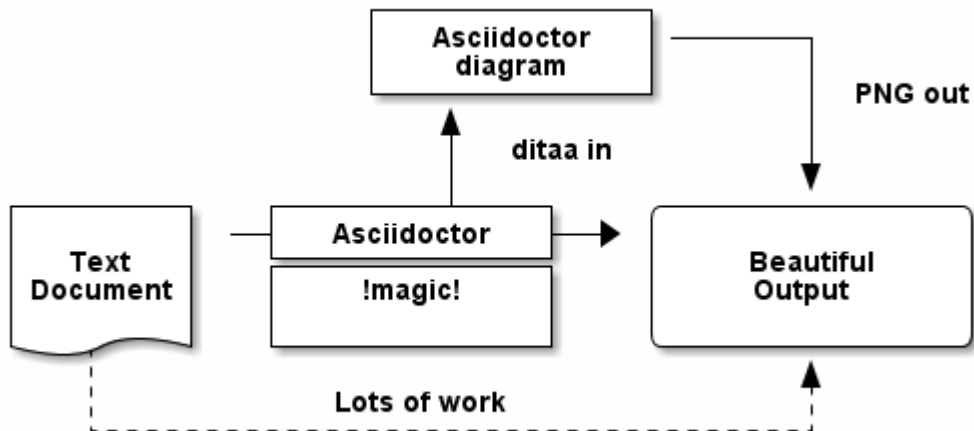 Asciidoctor
diagram
PNG out
ditaa in
Asciidoctor
Text
Document
!magic!
Beautiful
Output
Lots of work